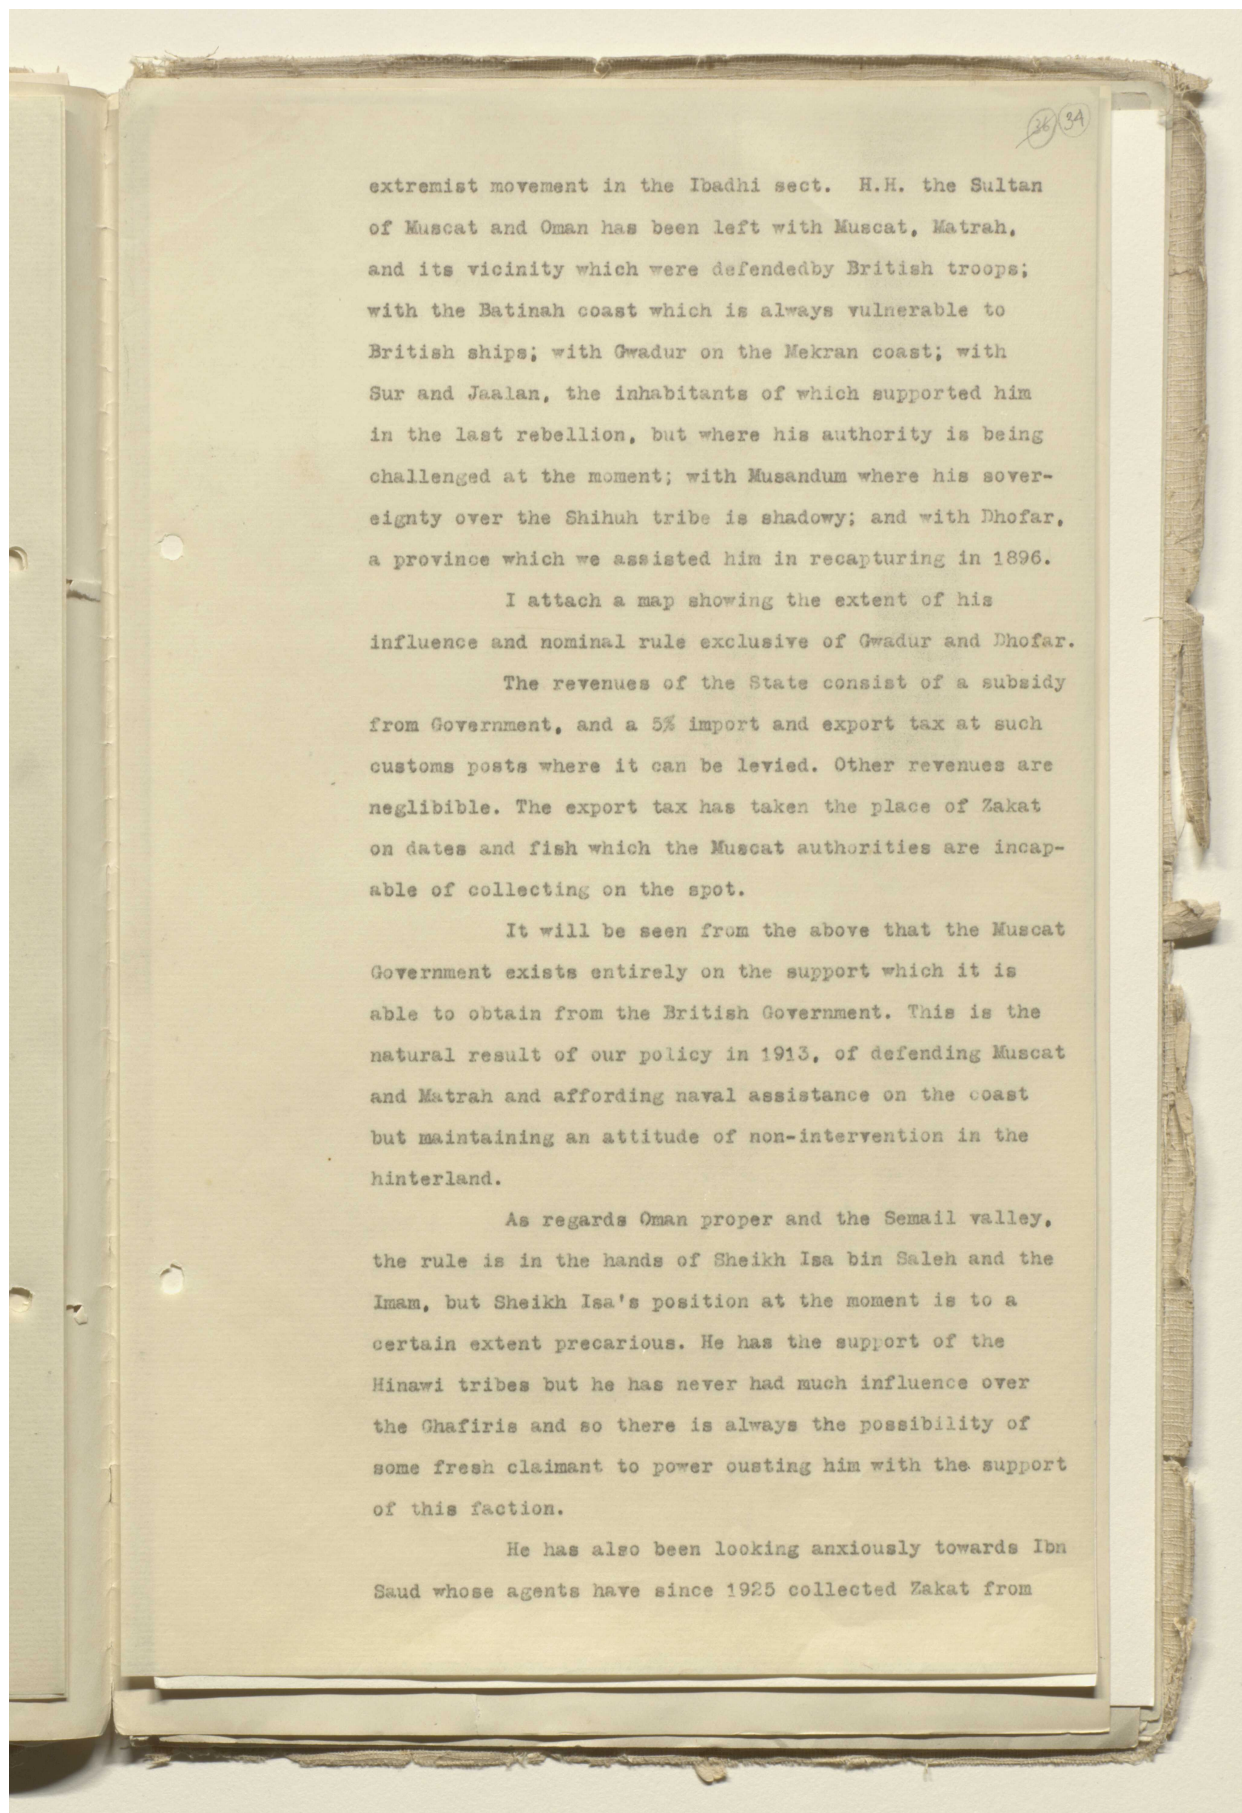 36 34
extremist movement in the Ibadhi sect. H.H. the Sultan
of Muscat and Oman has been left with Muscat, Matrah,
and its vicinity which were defendedby British troops;
with the Batinah coast which is always vulnerable to
British ships; with Gwadur on the Mekran coast; with
Sur and Jaalan, the inhabitants of which supported him
in the last rebellion, but where his authority is being
challenged at the moment; with Musandum where his sover-
eignty over the Shihuh tribe is shadowy; and with Dhofar,
a province which we assisted him in recapturing in 1896.
I attach a map showing the extent of his
influence and nominal rule exclusive of Gwadur and Dhofar.
The revenues of the State consist of a subsidy
from Government, and a 5% import and export tax at such
customs posts where it can be levied. Other revenues are
neglibible. The export tax has taken the place of Zakat
on dates and fish which the Muscat authorities are incap-
able of collecting on the spot.
It will be seen from the above that the Muscat
Government exists entirely on the support which it is
able to obtain from the British Government. This is the
natural result of our policy in 1913, of defending Muscat
and Matrah and affording naval assistance on the coast
but maintaining an attitude of non-intervention in the
hinterland.
As regards Oman proper and the Semail valley,
the rule is in the hands of Sheikh Isa bin Saleh and the
Imam, but Sheikh Isa's position at the moment is to a
certain extent precarious. He has the support of the
Hinawi tribes but he has never had much influence over
the Ghafiris and so there is always the possibility of
some fresh claimant to power ousting him with the support
of this faction.
He has also been looking anxiously towards Ibn
Saud whose agents have since 1925 collected Zakat from